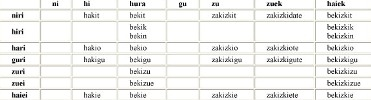 ni hi hura gu zu zuek haiek
niri hakit bekit zakizkit zakizkidate bekizkit
hiri bekik bekin bekizkik bekizkin
hari hakio bekio zakizkio zakizkiote bekizkio
guri hakigu bekigu zakizkigu zakizkigute bekizkigu
zuri bekizu bekizkizu
zuei bekizue bekizkizue
haiei hakie bekie zakizkie zakizkiete bekizkie